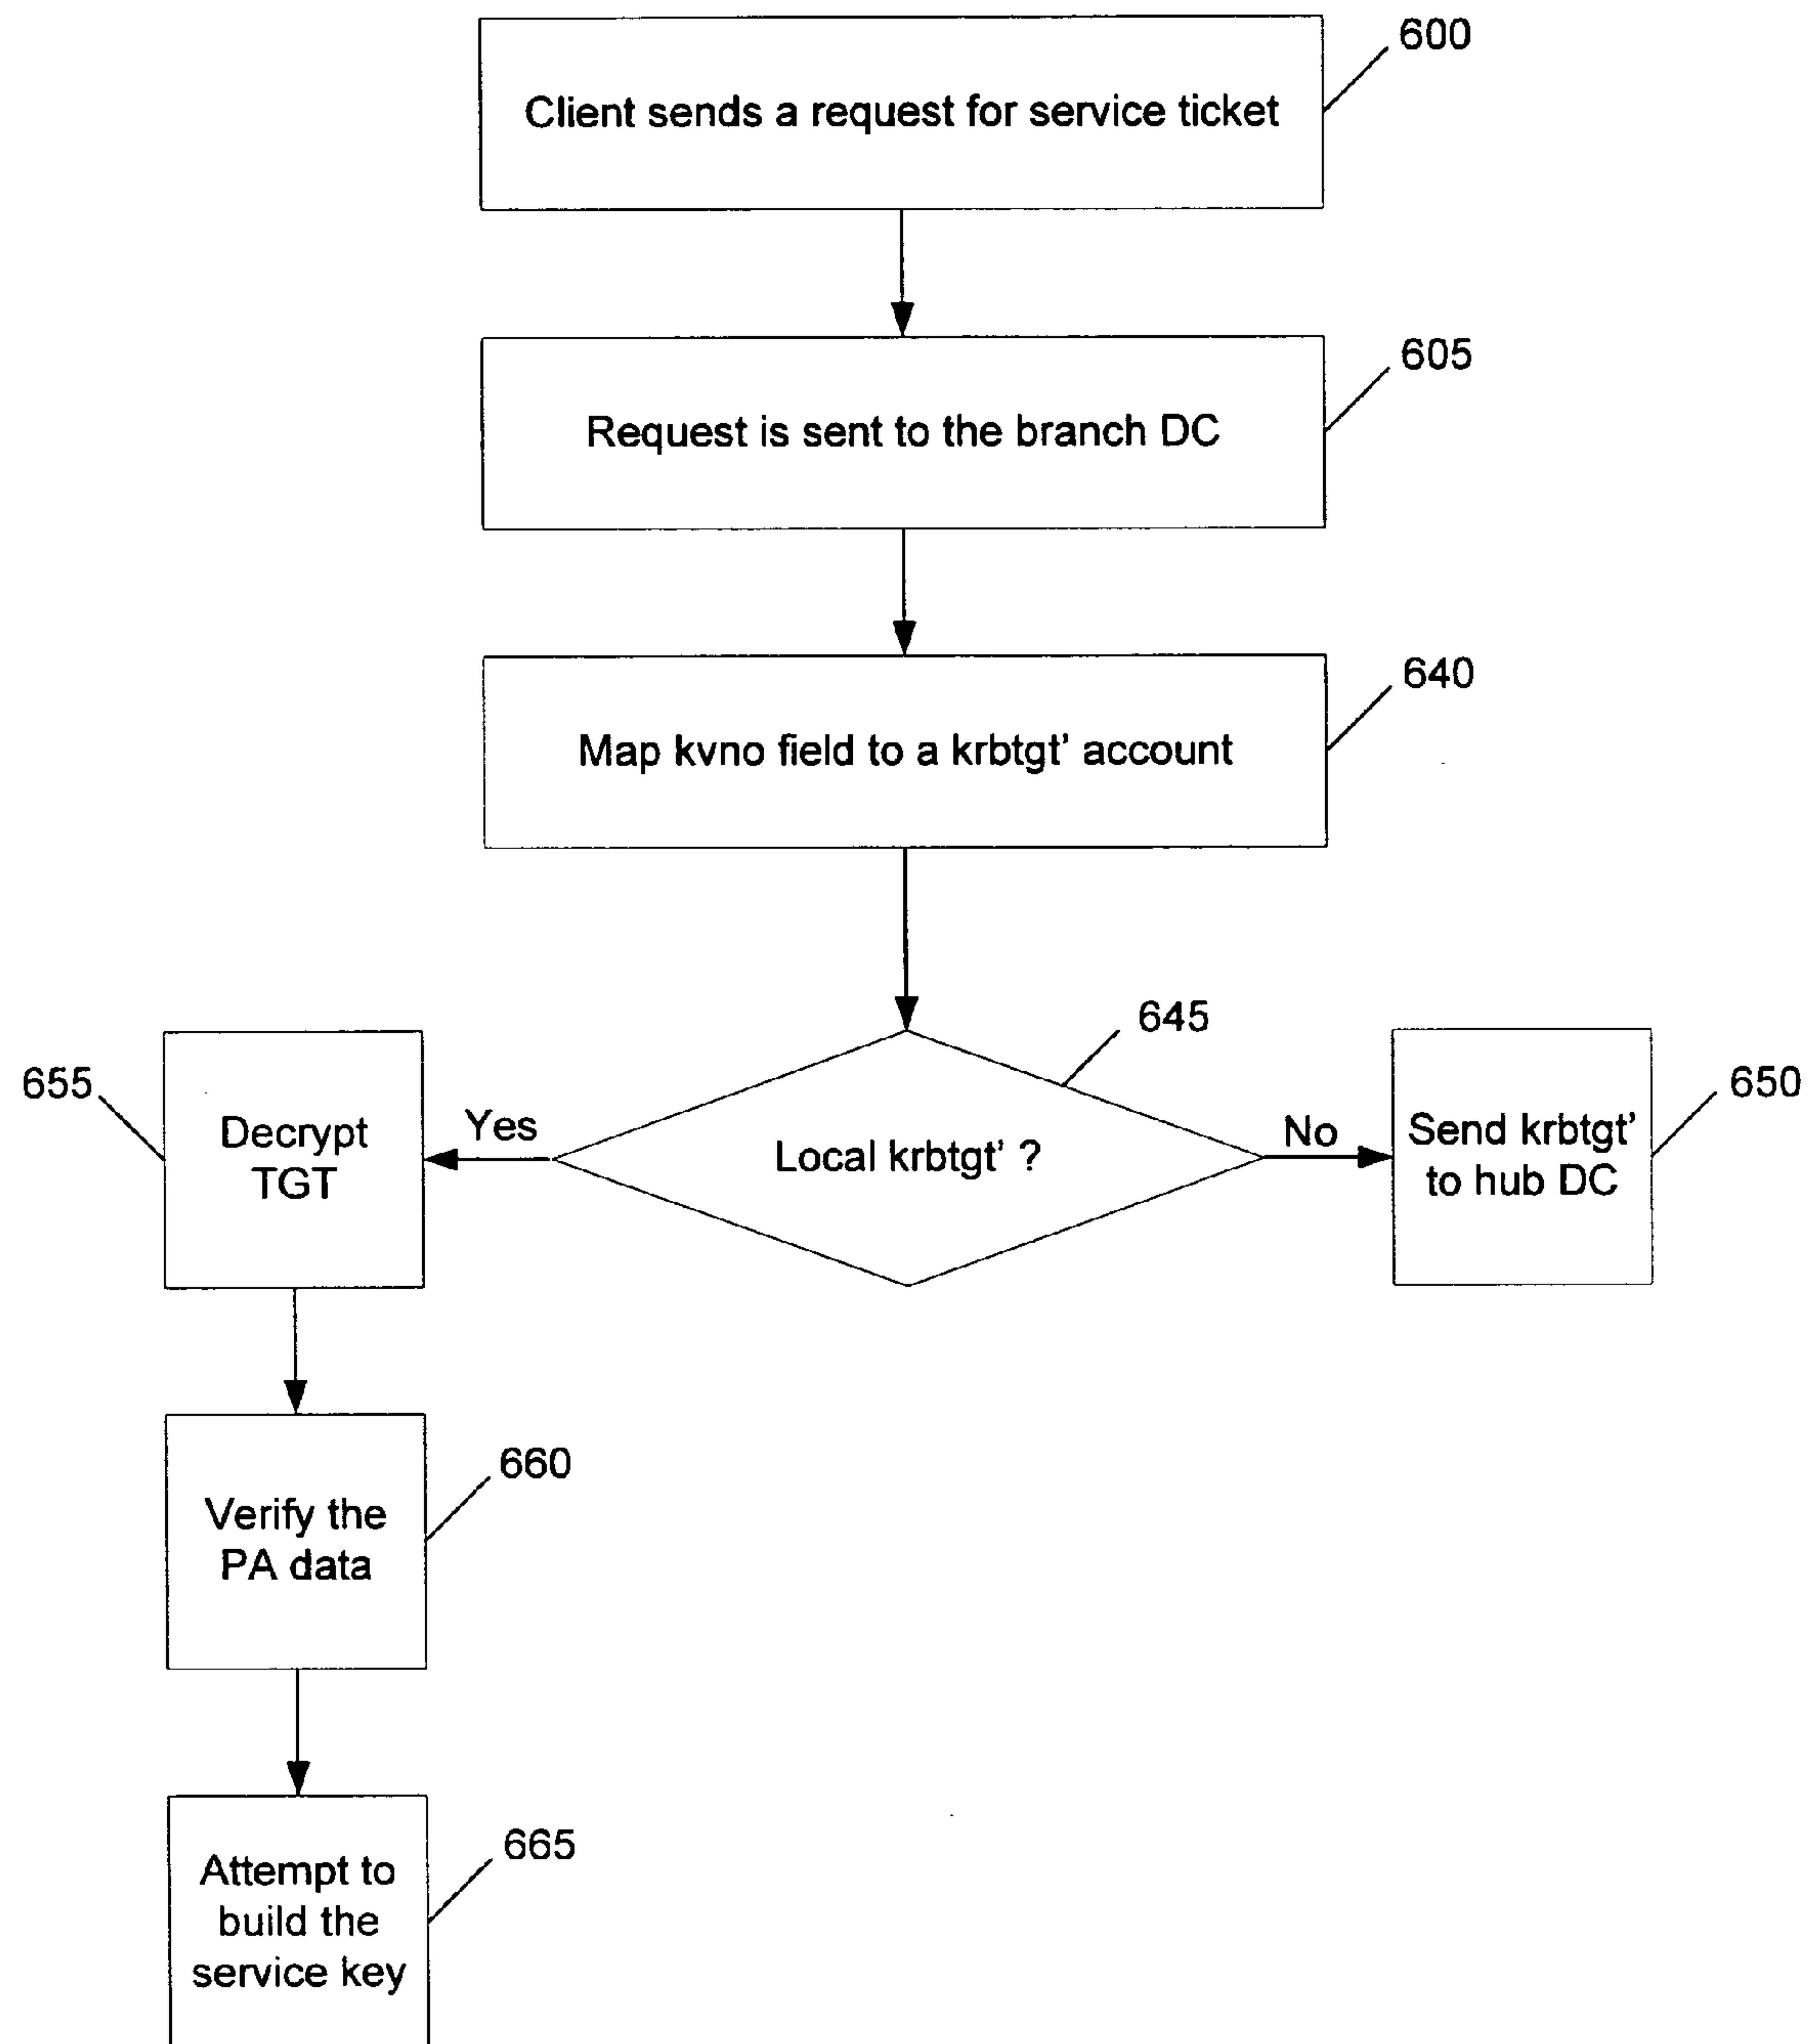 600
Client sends a request for service ticket
605
Request is sent to the branch DC
640
Map kvno field to a krbtgt' account
645
Local krbtgt' ?
Yes
No
650
Send krbtgt'
to hub DC
655
Decrypt
TGT
660
Verify the
PA data
665
Attempt to
build the
service key